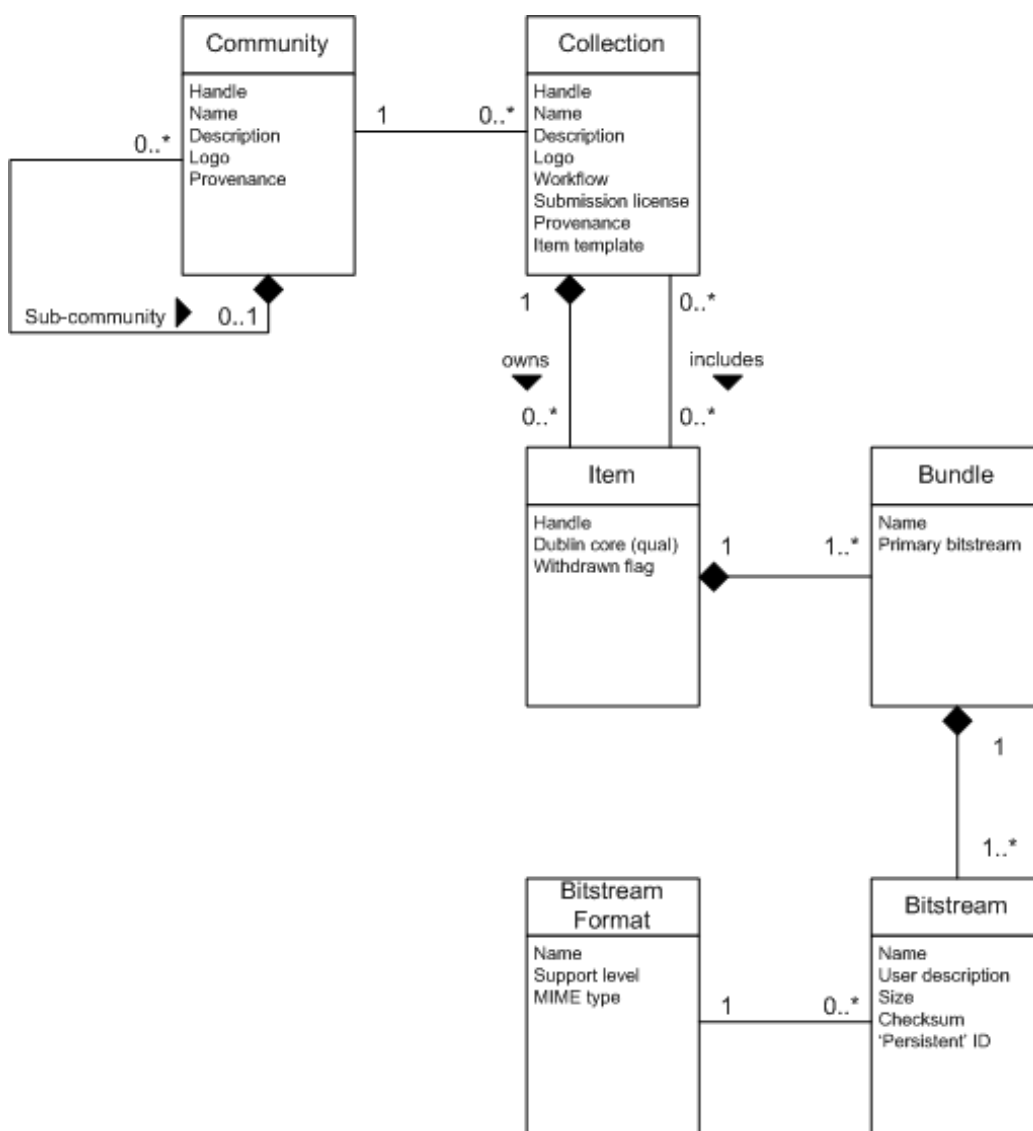 Community
Handle
Name
Description
Logo
Provenance
Collection
Handle
Name
Description
Logo
Workflow
Submission license
Provenance
Item template
1
0..*
0..*
Sub-community
0..1
1
0..*
owns
includes
0..*
0..*
Item
Handle
Dublin core (qual)
Withdrawn flag
1
1..*
Bundle
Name
Primary bitstream
1
1..*
Bitstream
Format
Name
Support level
MIME type
1
0..*
Bitstream
Name
User description
Size
Checksum
'Persistent' ID